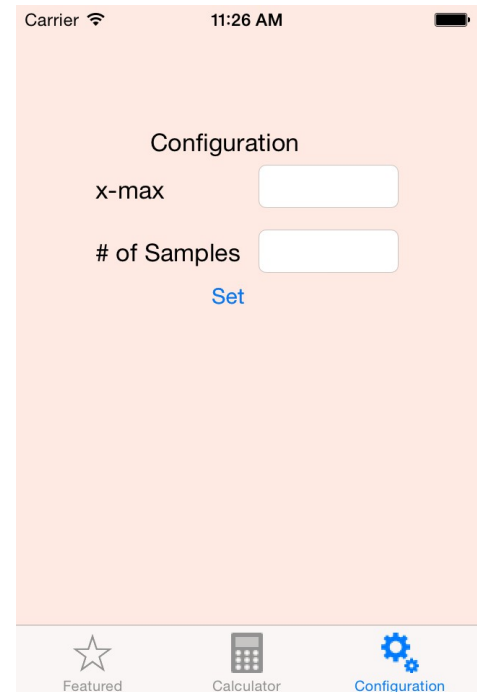 Carrier 11:26 AM
Configuration
x-max
# of Samples
Set
Featured Calculator Configuration